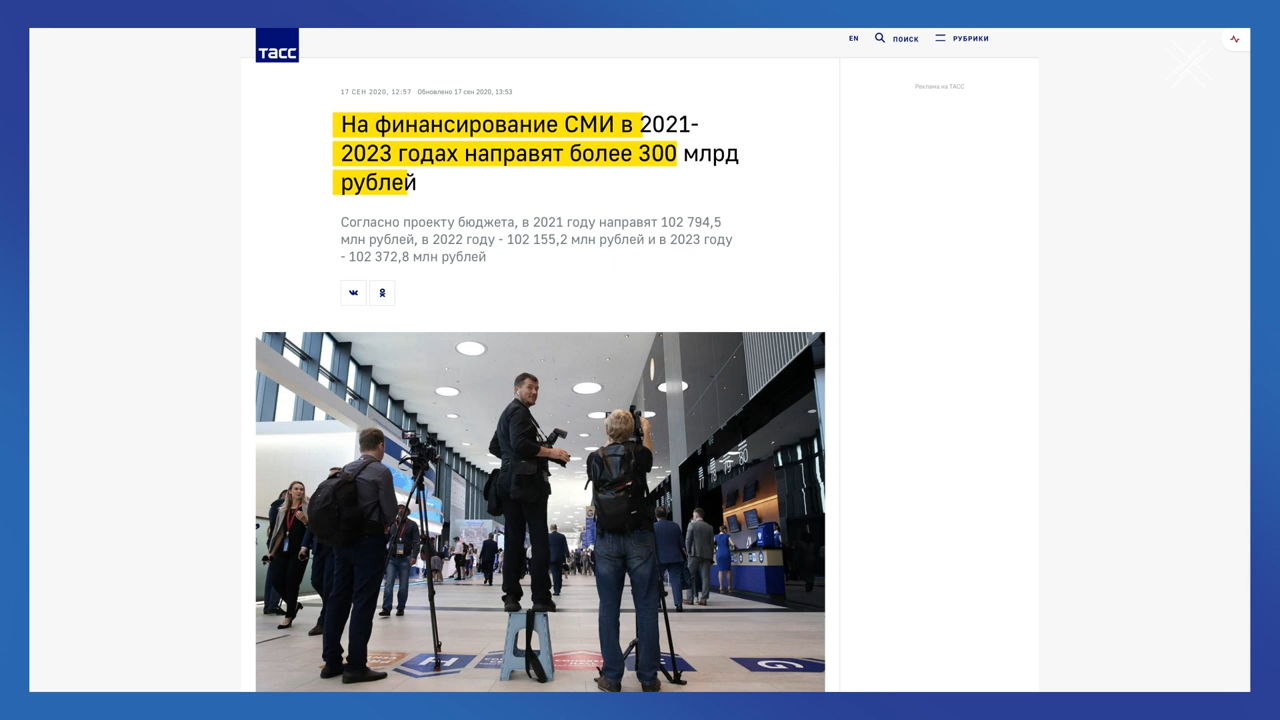 тасс
EN
ПОИСК
РУБРИКИ
17 СЕН 2020, 12:57 Обновлено 17 сен 2020, 13:53
Реклама на ТАСС
На финансирование СМИ в 2021-
2023 годах направят более 300 млрд
рублей
Согласно проекту бюджета, в 2021 году направят 102 794,5
млн рублей, в 2022 году - 102 155,2 млн рублей и в 2023 году
- 102 372,8 млн рублей
H
G